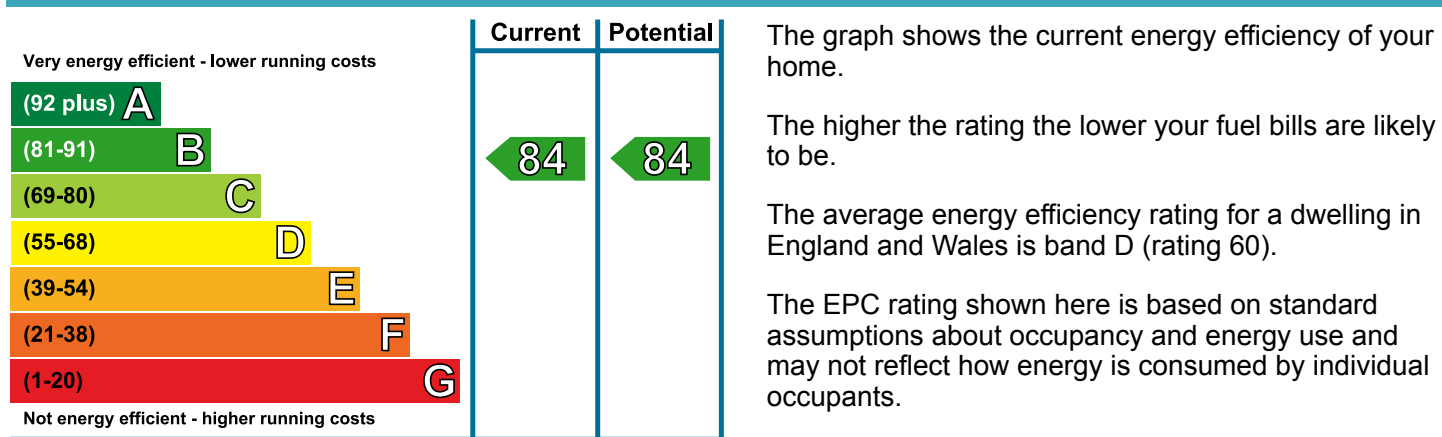 Current Potential
Very energy efficient - lower running costs
(92 plus) A
(81-91) B
84 84
(69-80) C
(55-68) D
(39-54) E
(21-38) F
(1-20) G
Not energy efficient - higher running costs
The graph shows the current energy efficiency of your
home.
The higher the rating the lower your fuel bills are likely
to be.
The average energy efficiency rating for a dwelling in
England and Wales is band D (rating 60).
The EPC rating shown here is based on standard
assumptions about occupancy and energy use and
may not reflect how energy is consumed by individual
occupants.